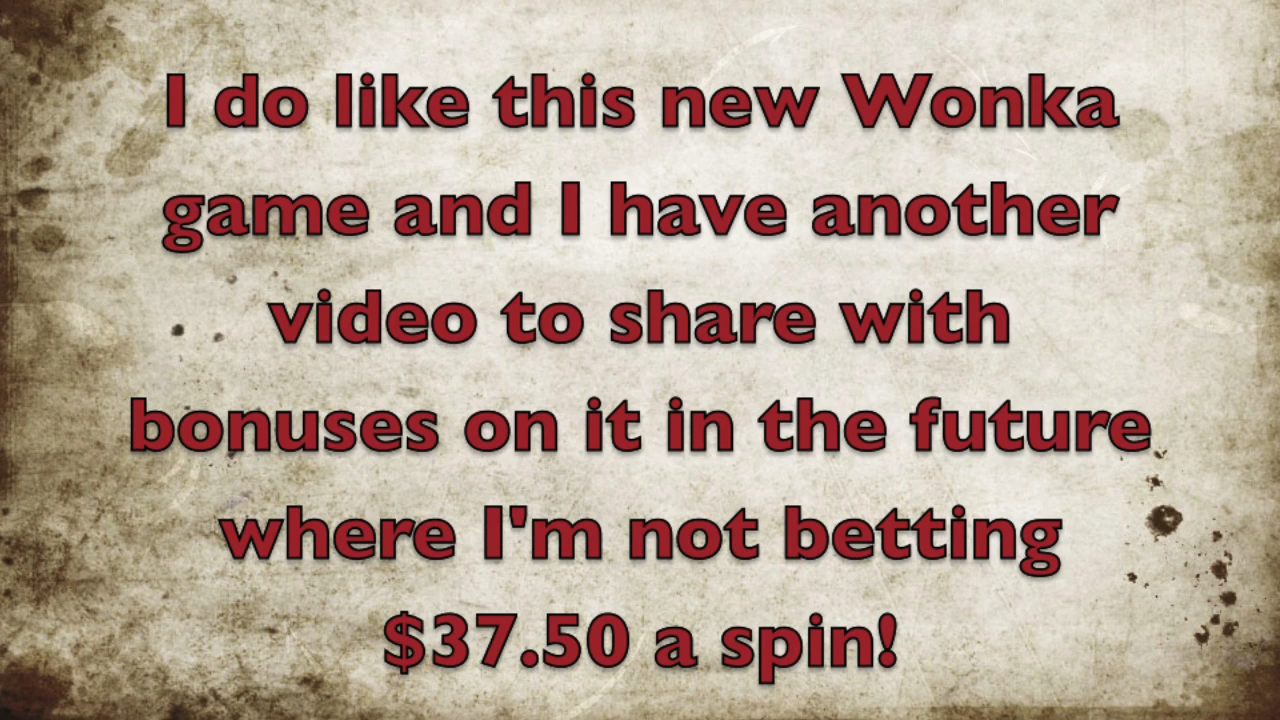 I do like this new Wonka
game and I have another
video to share with
bonuses on it in the future
where I'm not betting
$37.50 a spin!